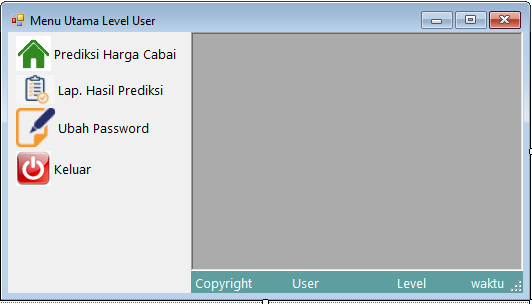 Menu Utama Level User
Prediksi Harga Cabai
Lap. Hasil Prediksi
Ubah Password
Keluar
Copyright User Level waktu